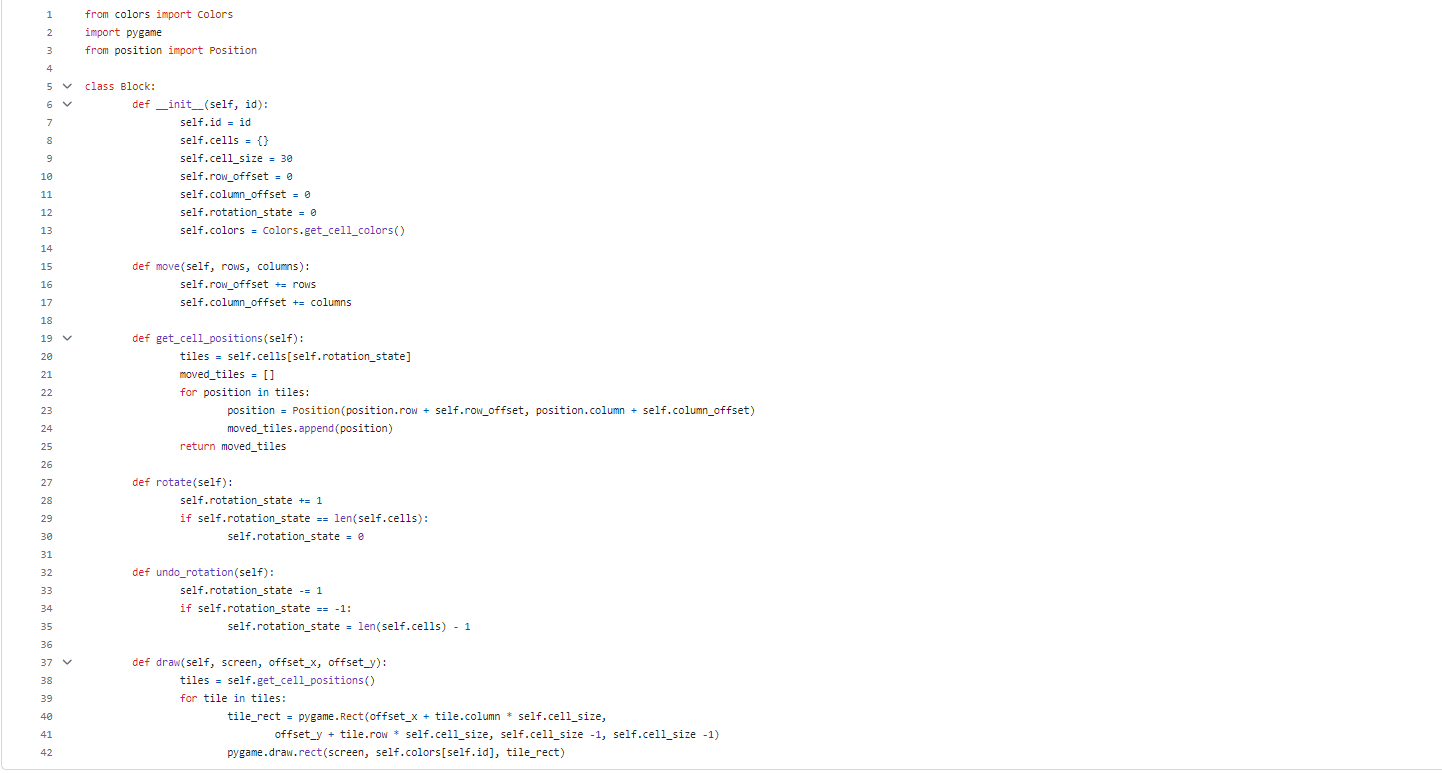 1 from colors import Colors
2 import pygame
3 from position import Position
4
5 class Block:
6 def __init__(self, id):
7 self.id = id
8 self.cells = {}
9 self.cell_size = 30
10 self.row_offset = 0
11 self.column_offset = 0
12 self.rotation_state = 0
13 self.colors = Colors.get_cell_colors()
14
15 def move(self, rows, columns):
16 self.row_offset += rows
17 self.column_offset += columns
18
19 def get_cell_positions(self):
20 tiles = self.cells[self.rotation_state]
21 moved_tiles = []
22 for position in tiles:
23 position = Position(position.row + self.row_offset, position.column + self.column_offset)
24 moved_tiles.append(position)
25 return moved_tiles
26
27 def rotate(self):
28 self.rotation_state += 1
29 if self.rotation_state == len(self.cells):
30 self.rotation_state = 0
31
32 def undo_rotation(self):
33 self.rotation_state -= 1
34 if self.rotation_state == -1:
35 self.rotation_state = len(self.cells) - 1
36
37 def draw(self, screen, offset_x, offset_y):
38 tiles = self.get_cell_positions()
39 for tile in tiles:
40 tile_rect = pygame.Rect(offset_x + tile.column * self.cell_size,
41 offset_y + tile.row * self.cell_size, self.cell_size -1, self.cell_size -1)
42 pygame.draw.rect(screen, self.colors[self.id], tile_rect)